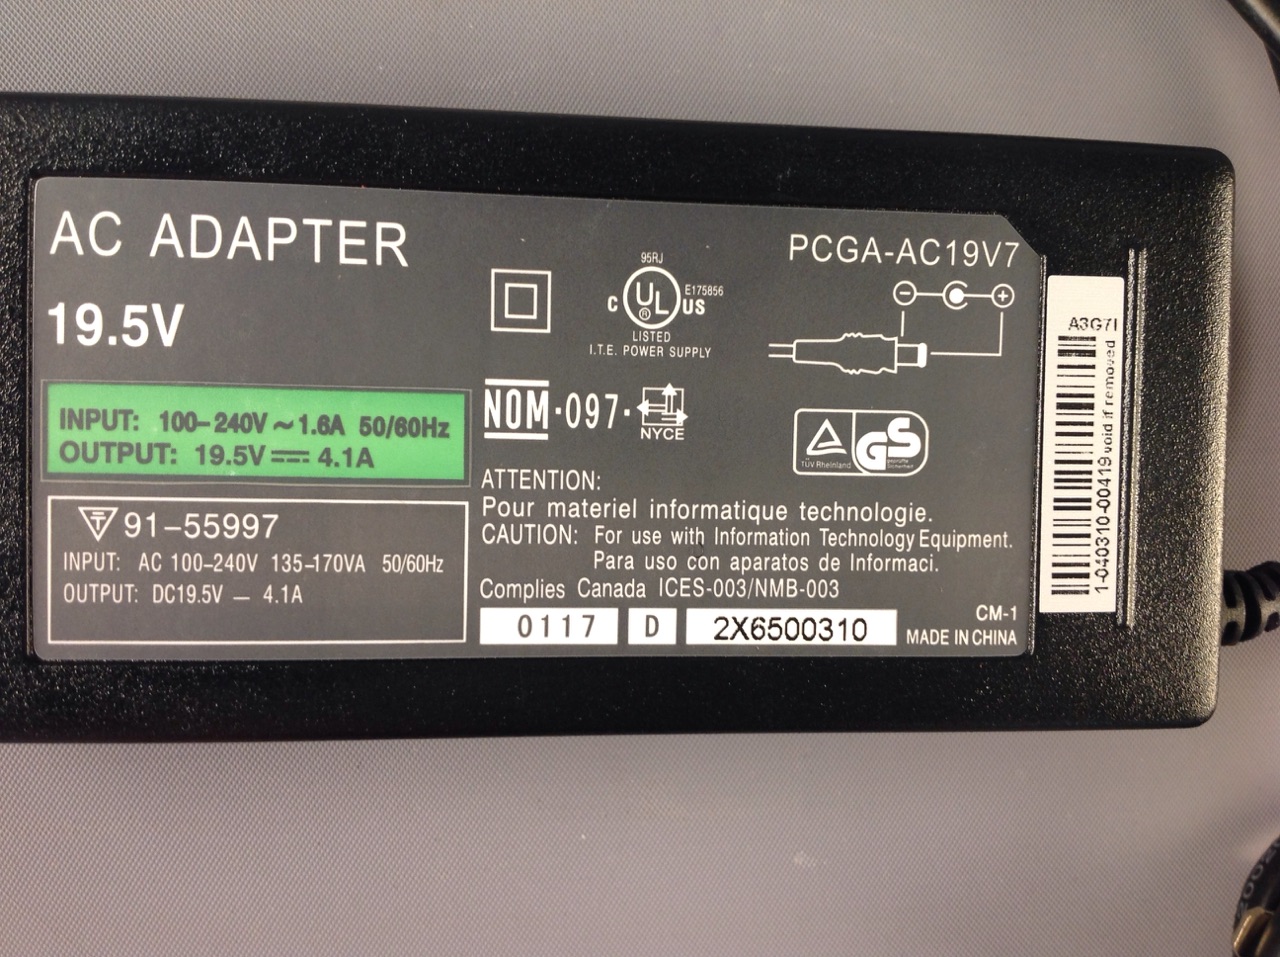 AC ADAPTER
19.5V
INPUT: 100-240V ~ 1.6A 50/60Hz
OUTPUT: 19.5V ⎓ 4.1A
91-55997
INPUT: AC 100-240V 135-170VA 50/60Hz
OUTPUT: DC19.5V — 4.1A
95RJ
C UL ® US
E175856
LISTED
I.T.E. POWER SUPPLY
PCGA-AC19V7
NOM-097-
NYCE
TÜV Rheinland
GS
geprüfte
Sicherheit
ATTENTION:
Pour materiel informatique technologie.
CAUTION: For use with Information Technology Equipment.
Para uso con aparatos de Informaci.
Complies Canada ICES-003/NMB-003
0117 D 2X6500310
CM-1
MADE IN CHINA
A3G7I
1-040310-00419 void if removed